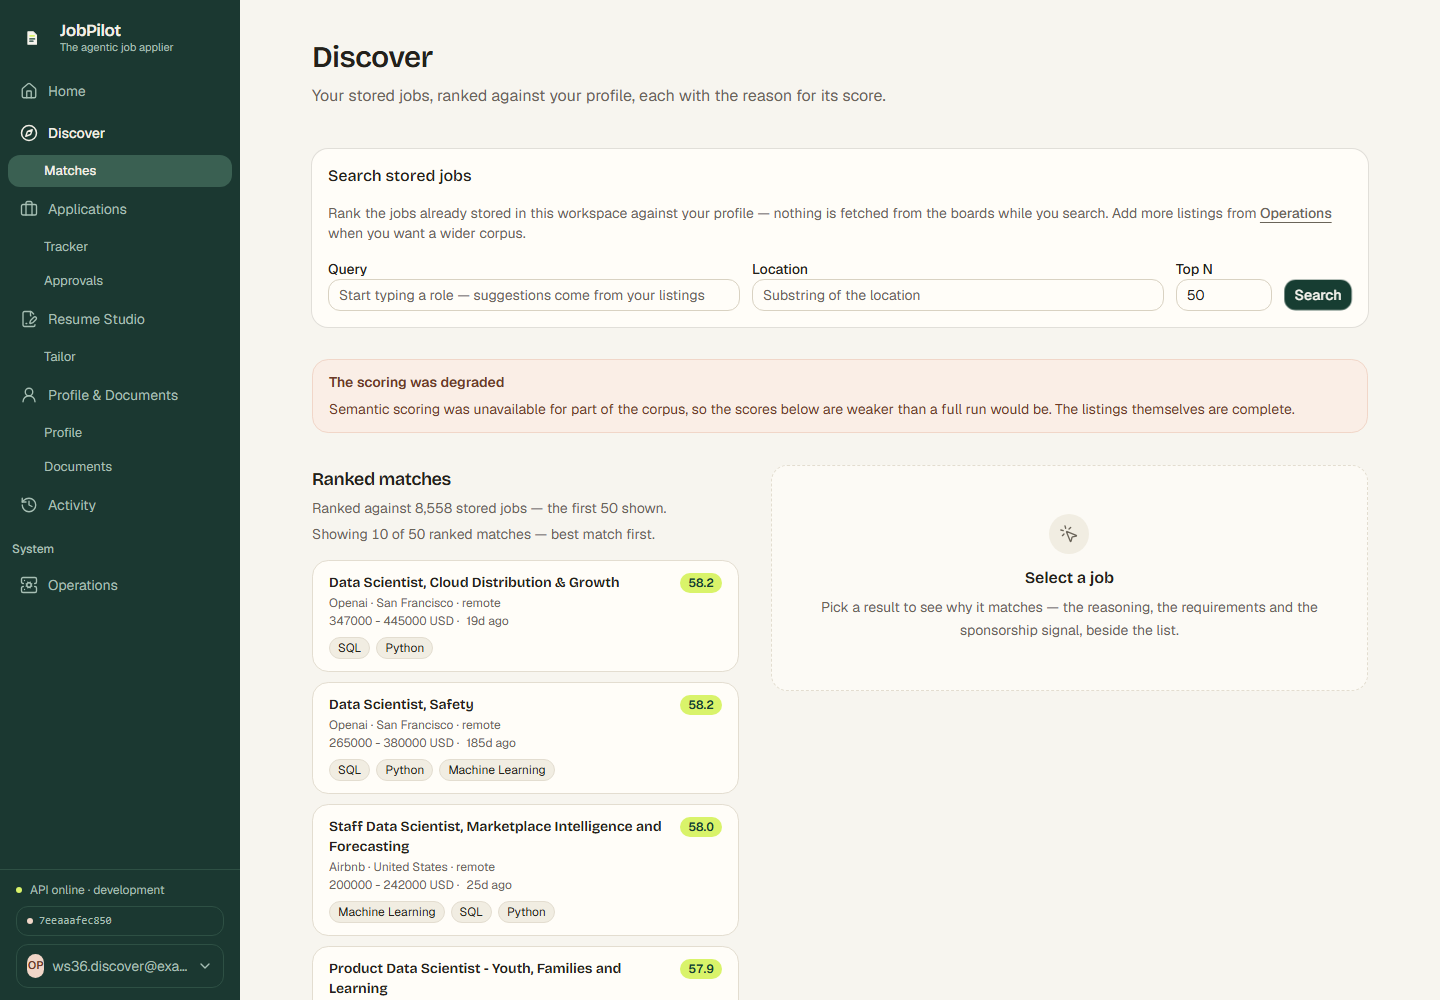 JobPilot
The agentic job applier
Home
Discover
Matches
Applications
Tracker
Approvals
Resume Studio
Tailor
Profile & Documents
Profile
Documents
Activity
System
Operations
API online · development
7eeaaafec850
OP
ws36.discover@exa...
Discover
Your stored jobs, ranked against your profile, each with the reason for its score.
Search stored jobs
Rank the jobs already stored in this workspace against your profile — nothing is fetched from the boards while you search. Add more listings from Operations
when you want a wider corpus.
Query
Location
Top N
Start typing a role — suggestions come from your listings
Substring of the location
50
Search
The scoring was degraded
Semantic scoring was unavailable for part of the corpus, so the scores below are weaker than a full run would be. The listings themselves are complete.
Ranked matches
Ranked against 8,558 stored jobs — the first 50 shown.
Showing 10 of 50 ranked matches — best match first.
Data Scientist, Cloud Distribution & Growth
58.2
Openai · San Francisco · remote
347000 - 445000 USD · 19d ago
SQL
Python
Data Scientist, Safety
58.2
Openai · San Francisco · remote
265000 - 380000 USD · 185d ago
SQL
Python
Machine Learning
Staff Data Scientist, Marketplace Intelligence and
Forecasting
58.0
Airbnb · United States · remote
200000 - 242000 USD · 25d ago
Machine Learning
SQL
Python
Product Data Scientist - Youth, Families and
Learning
57.9
Select a job
Pick a result to see why it matches — the reasoning, the requirements and the
sponsorship signal, beside the list.